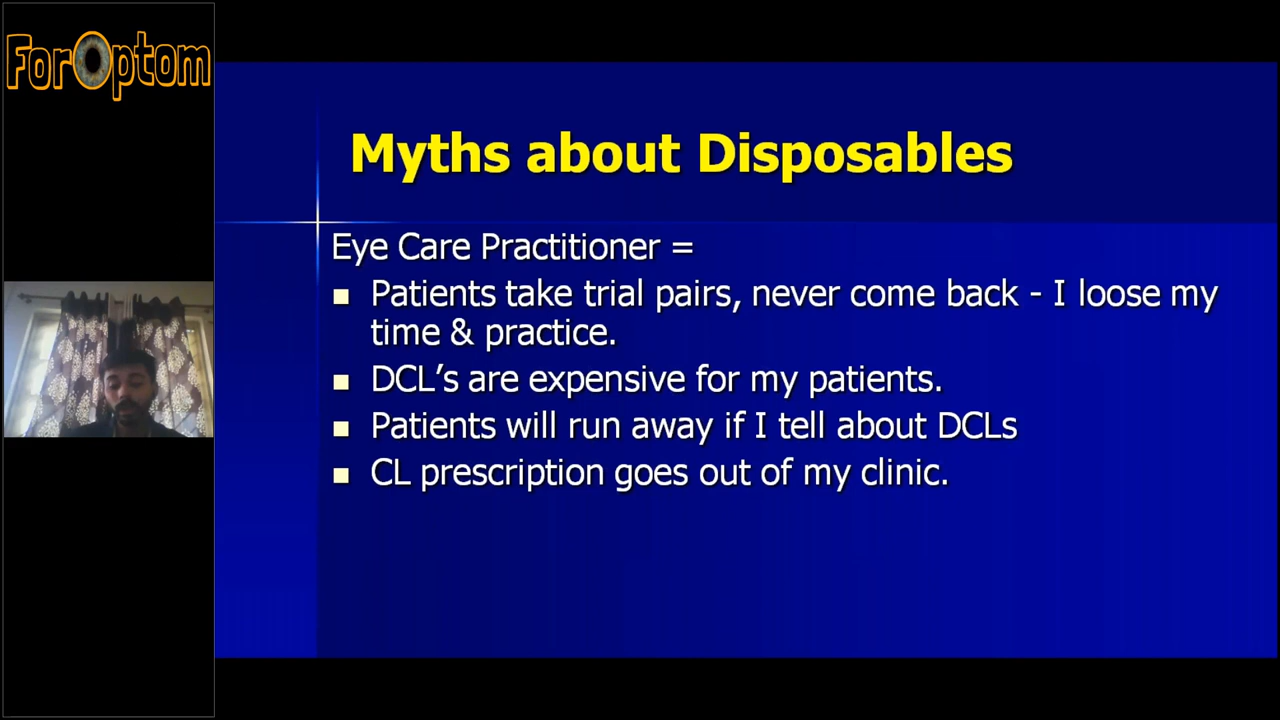 ForOptom
Myths about Disposables
Eye Care Practitioner =
Patients take trial pairs, never come back - I loose my
time & practice.
DCL’s are expensive for my patients.
Patients will run away if I tell about DCLs
CL prescription goes out of my clinic.